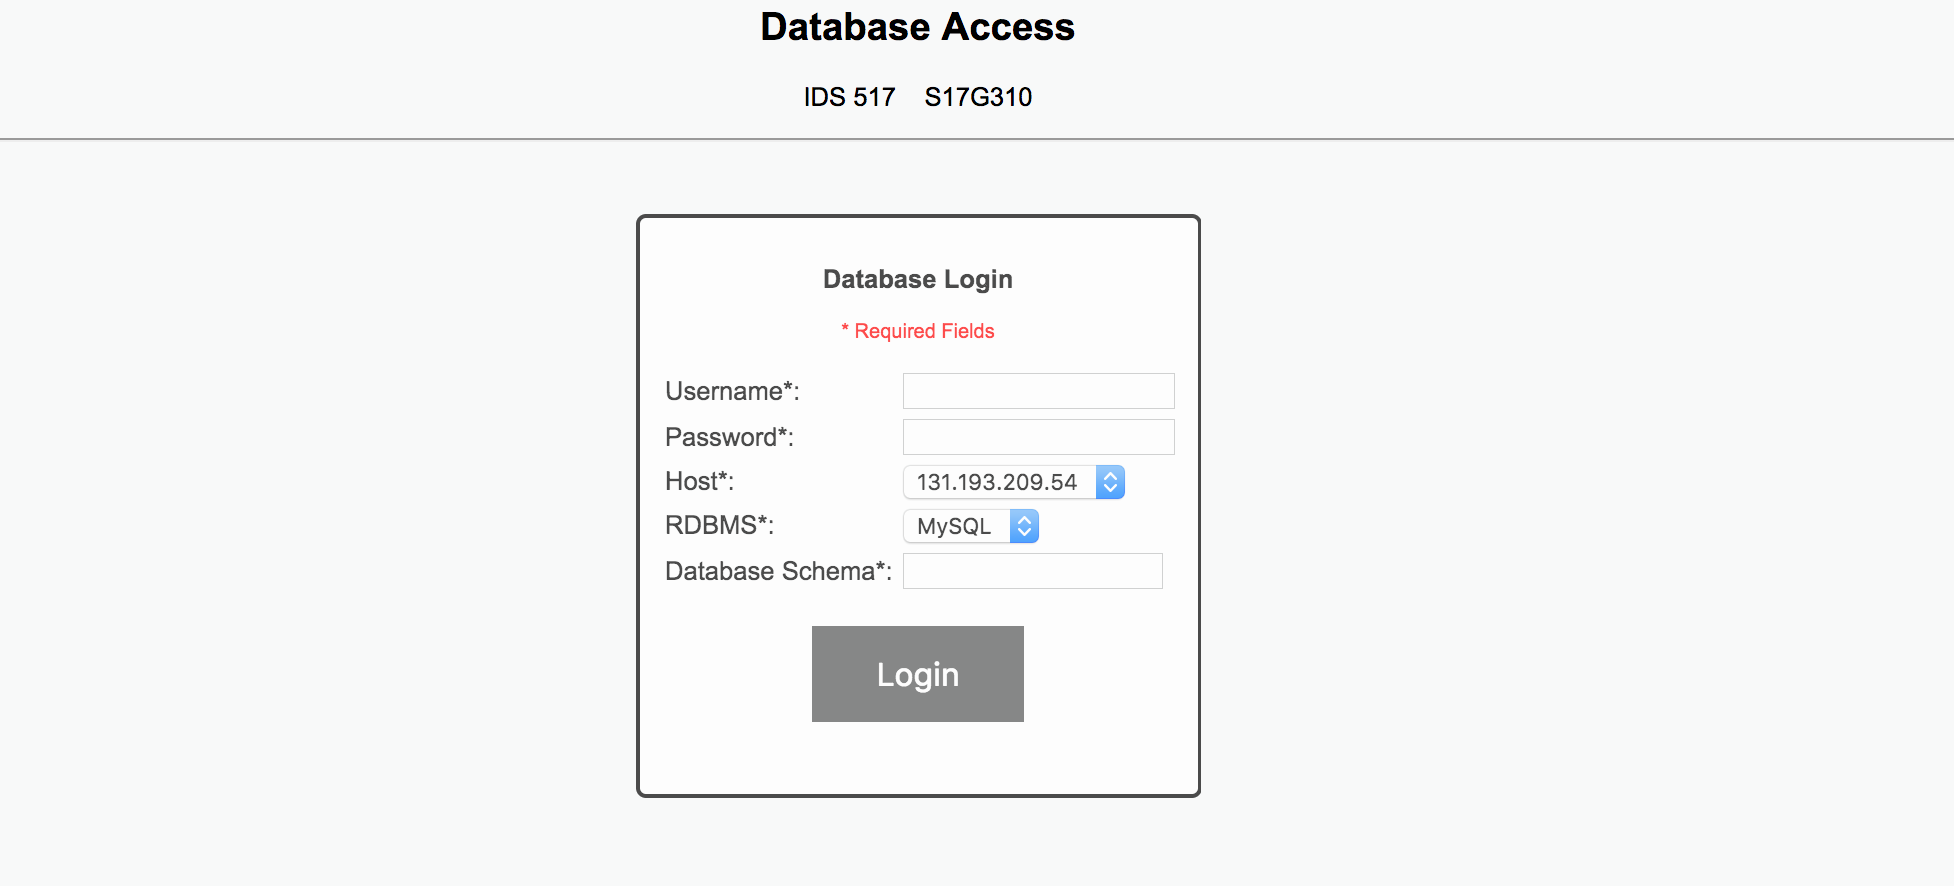 Database Access
IDS 517 S17G310
Database Login
* Required Fields
Username*:
Password*:
Host*: 131.193.209.54
RDBMS*: MySQL
Database Schema*:
Login